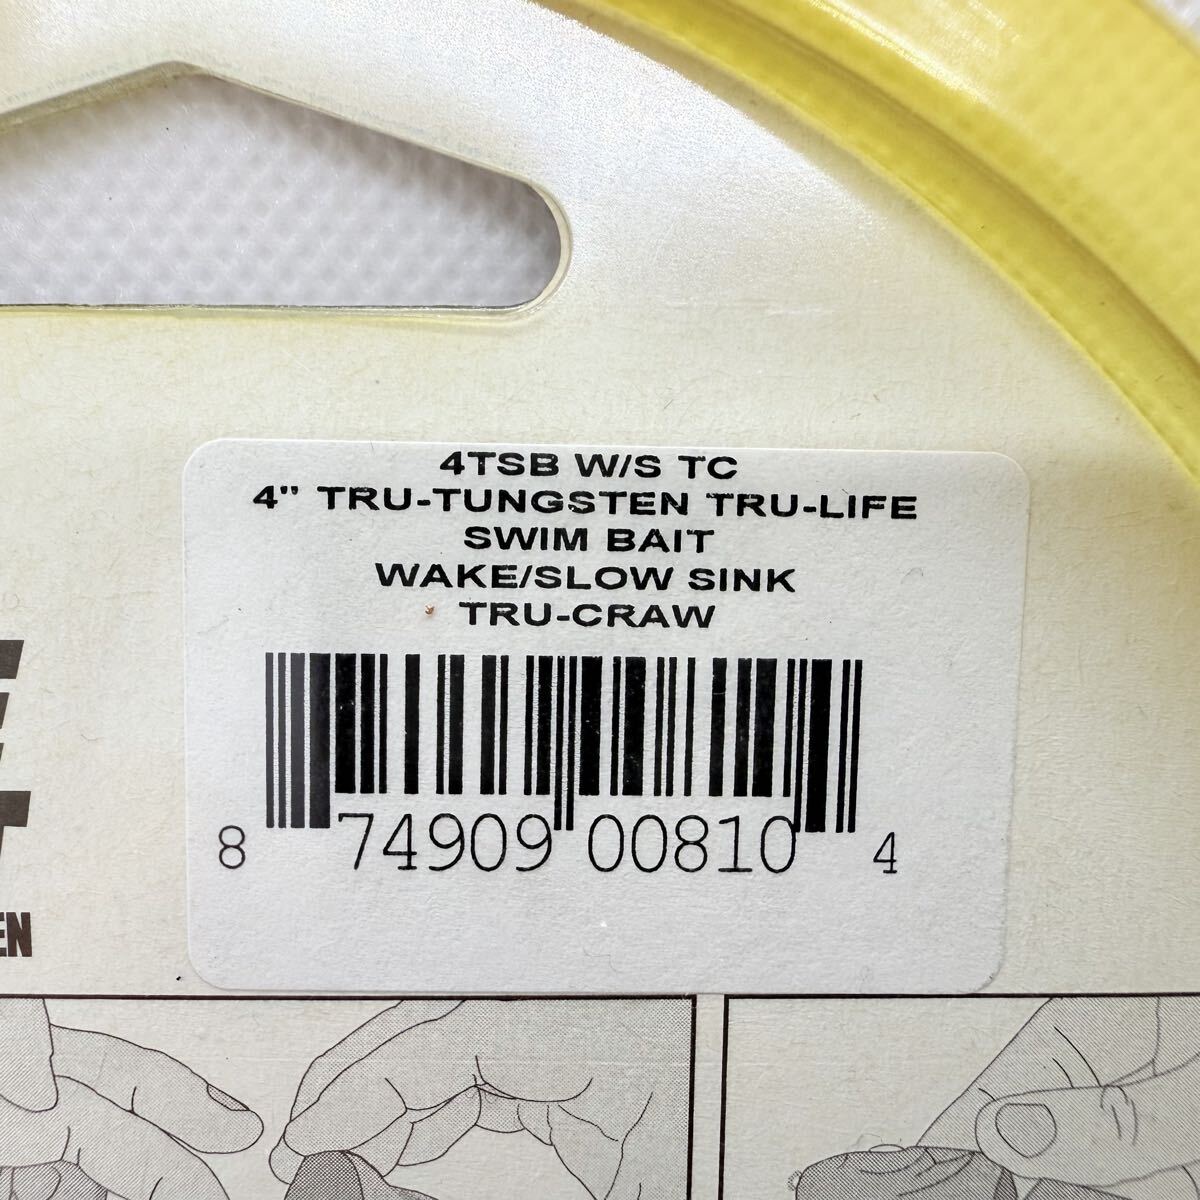 4TSB W/S TC
4" TRU-TUNGSTEN TRU-LIFE
SWIM BAIT
WAKE/SLOW SINK
TRU-CRAW
8 74909 00810 4